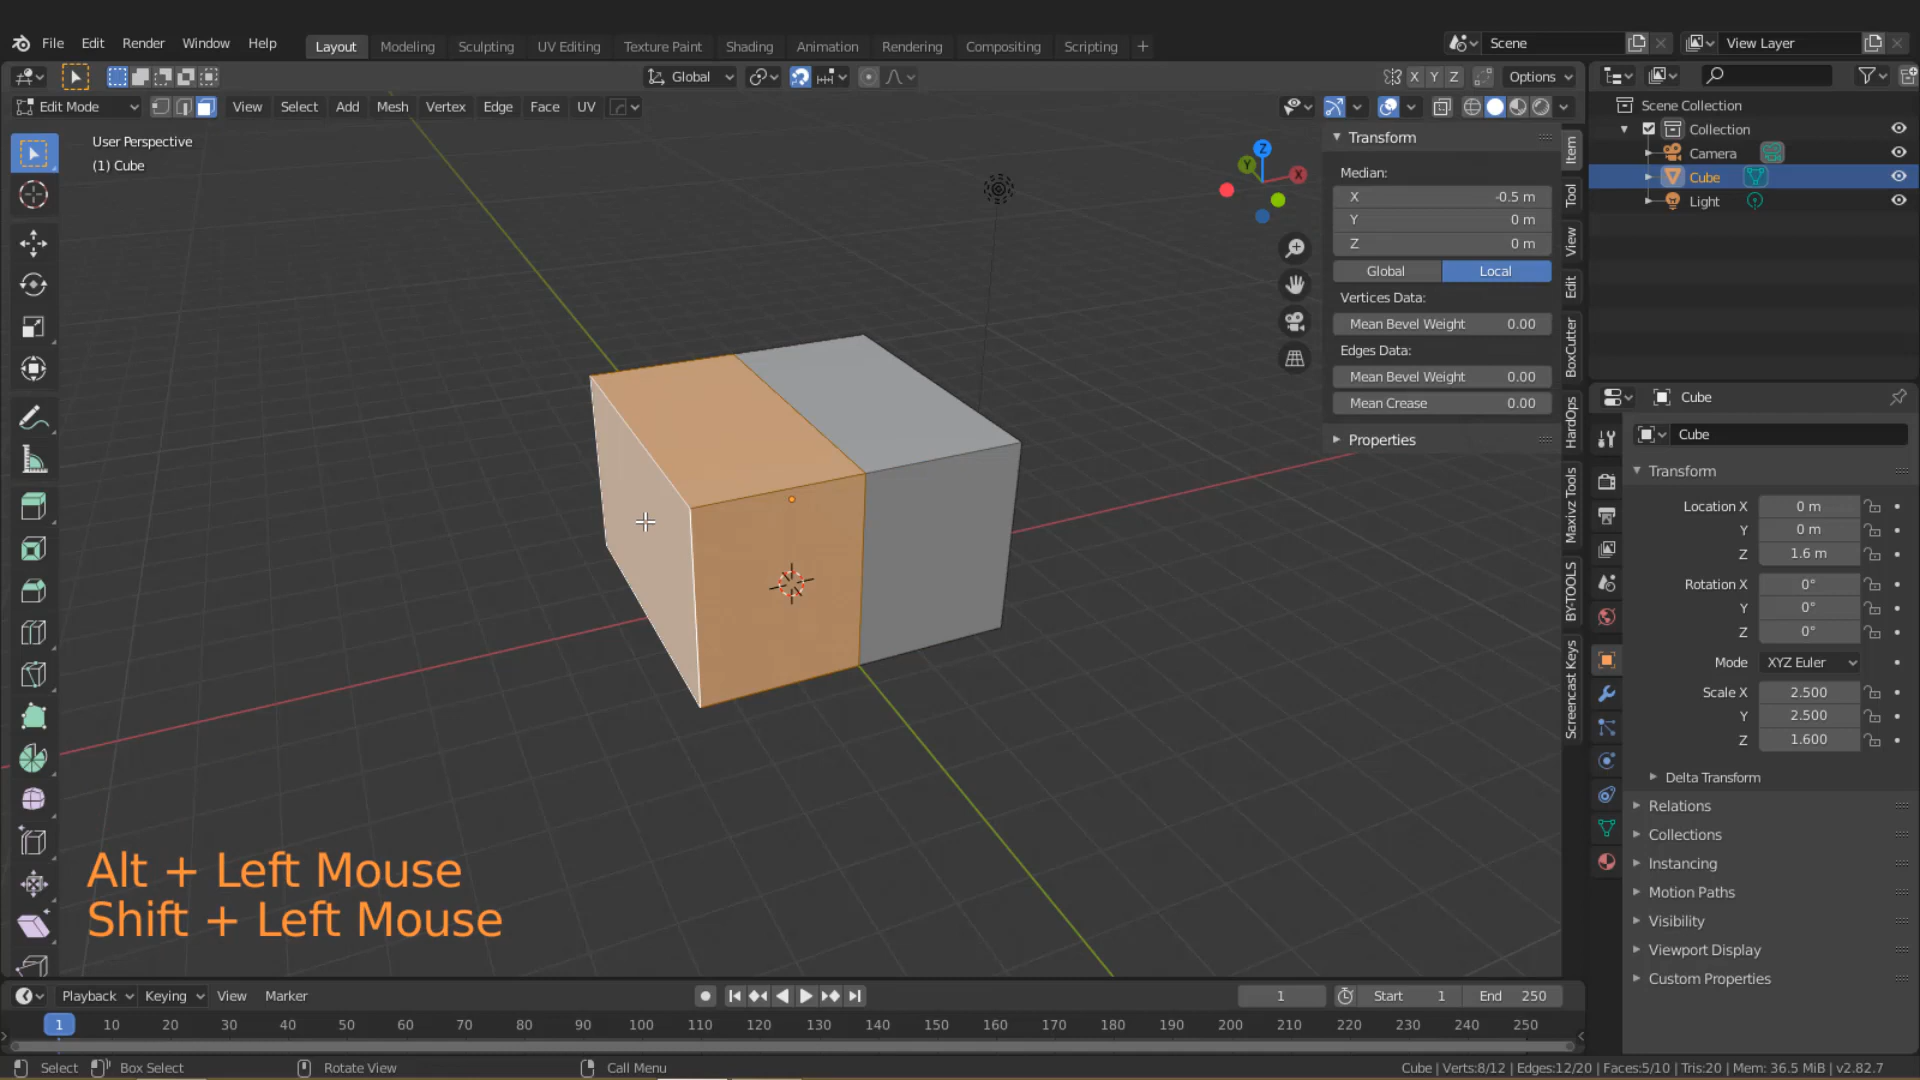 File Edit Render Window Help Layout Modeling Sculpting UV Editing Texture Paint Shading Animation Rendering Compositing Scripting + Scene View Layer
Global X Y Z Options
Edit Mode View Select Add Mesh Vertex Edge Face UV
User Perspective
(1) Cube
Z
Y
X
Transform
Median:
X -0.5 m
Y 0 m
Z 0 m
Global Local
Vertices Data:
Mean Bevel Weight 0.00
Edges Data:
Mean Bevel Weight 0.00
Mean Crease 0.00
Properties
Item
Tool
View
Edit
BoxCutter
HardOps
Maxivz Tools
BY-TOOLS
Screencast Keys
Scene Collection
Collection
Camera
Cube
Light
Cube
Cube
Transform
Location X 0 m
Y 0 m
Z 1.6 m
Rotation X 0°
Y 0°
Z 0°
Mode XYZ Euler
Scale X 2.500
Y 2.500
Z 1.600
Delta Transform
Relations
Collections
Instancing
Motion Paths
Visibility
Viewport Display
Custom Properties
Alt + Left Mouse
Shift + Left Mouse
Playback Keying View Marker 1 Start 1 End 250
1 10 20 30 40 50 60 70 80 90 100 110 120 130 140 150 160 170 180 190 200 210 220 230 240 250
Select Box Select Rotate View Call Menu Cube | Verts:8/12 | Edges:12/20 | Faces:5/10 | Tris:20 | Mem: 36.5 MiB | v2.82.7